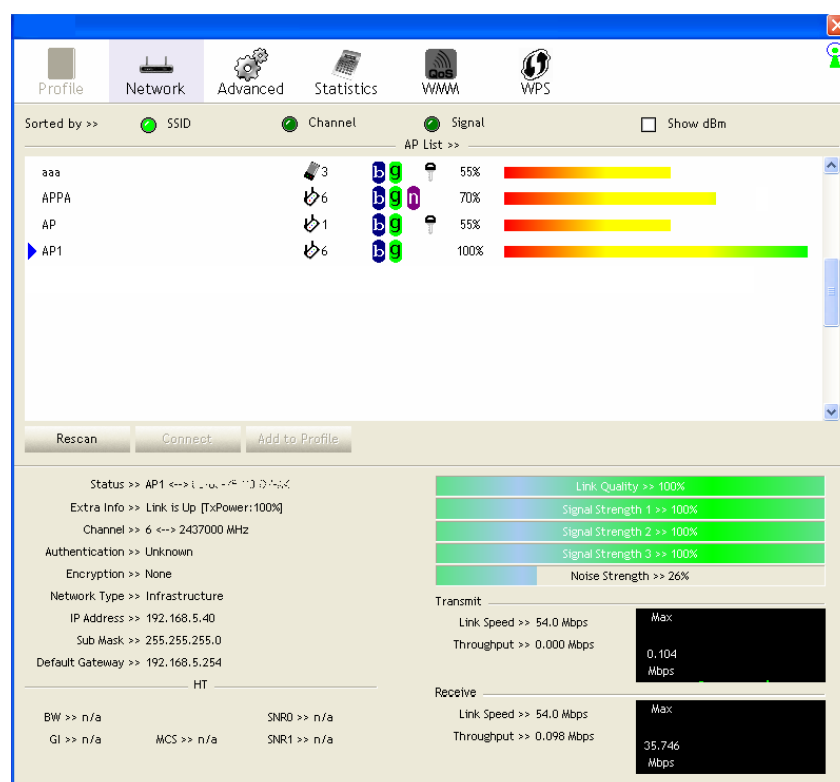 Profile Network Advanced Statistics QoS WMM WPS
Sorted by >> SSID Channel Signal Show dBm
AP List >>
aaa 3 b g 55%
APPA 6 b g n 70%
AP 1 b g 55%
AP1 6 b g 100%
Rescan Connect Add to Profile
Status >> AP1 <-->
Extra Info >> Link is Up [TxPower:100%]
Channel >> 6 <--> 2437000 MHz
Authentication >> Unknown
Encryption >> None
Network Type >> Infrastructure
IP Address >> 192.168.5.40
Sub Mask >> 255.255.255.0
Default Gateway >> 192.168.5.254
HT
BW >> n/a SNR0 >> n/a
GI >> n/a MCS >> n/a SNR1 >> n/a
Link Quality >> 100%
Signal Strength 1 >> 100%
Signal Strength 2 >> 100%
Signal Strength 3 >> 100%
Noise Strength >> 26%
Transmit
Link Speed >> 54.0 Mbps
Throughput >> 0.000 Mbps
Max
0.104
Mbps
Receive
Link Speed >> 54.0 Mbps
Throughput >> 0.098 Mbps
Max
35.746
Mbps